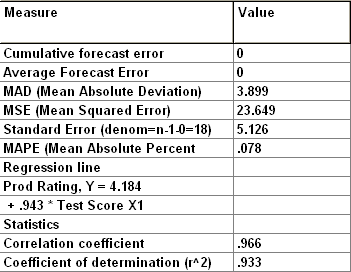 Measure Value
Cumulative forecast error 0
Average Forecast Error 0
MAD (Mean Absolute Deviation) 3.899
MSE (Mean Squared Error) 23.649
Standard Error (denom=n-1-0=18) 5.126
MAPE (Mean Absolute Percent .078
Regression line
Prod Rating, Y = 4.184
+ .943 * Test Score X1
Statistics
Correlation coefficient .966
Coefficient of determination (r^2) .933